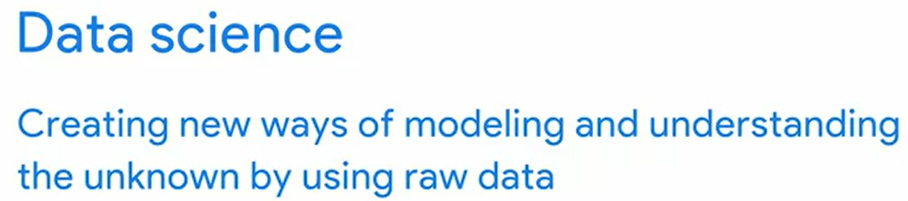 Data science
Creating new ways of modeling and understanding
the unknown by using raw data